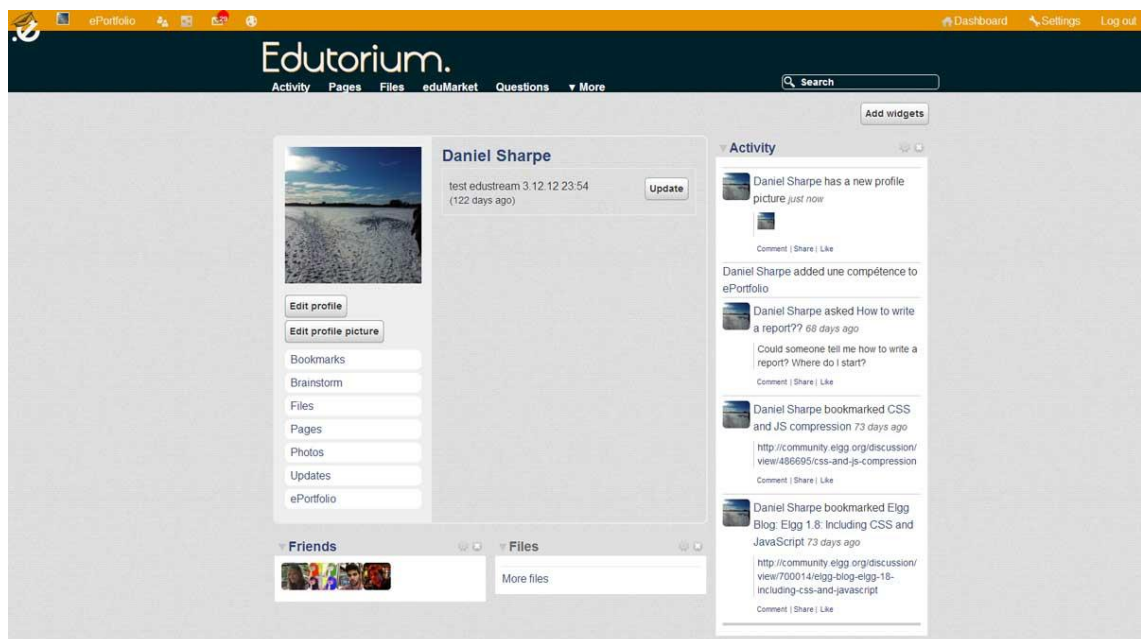 ePortfolio
Dashboard
Settings
Log out
Edutorium.
Activity Pages Files eduMarket Questions ▾ More
Search
Add widgets
Daniel Sharpe
test edustream 3.12.12 23:54
(122 days ago)
Update
Edit profile
Edit profile picture
Bookmarks
Brainstorm
Files
Pages
Photos
Updates
ePortfolio
Friends
Files
More files
Activity
Daniel Sharpe has a new profile
picture just now
Comment | Share | Like
Daniel Sharpe added une compétence to
ePortfolio
Daniel Sharpe asked How to write
a report?? 68 days ago
Could someone tell me how to write a
report? Where do I start?
Comment | Share | Like
Daniel Sharpe bookmarked CSS
and JS compression 73 days ago
http://community.elgg.org/discussion/
view/486695/css-and-js-compression
Comment | Share | Like
Daniel Sharpe bookmarked Elgg
Blog: Elgg 1.8: Including CSS and
JavaScript 73 days ago
http://community.elgg.org/discussion/
view/700014/elgg-blog-elgg-18-
including-css-and-javascript
Comment | Share | Like